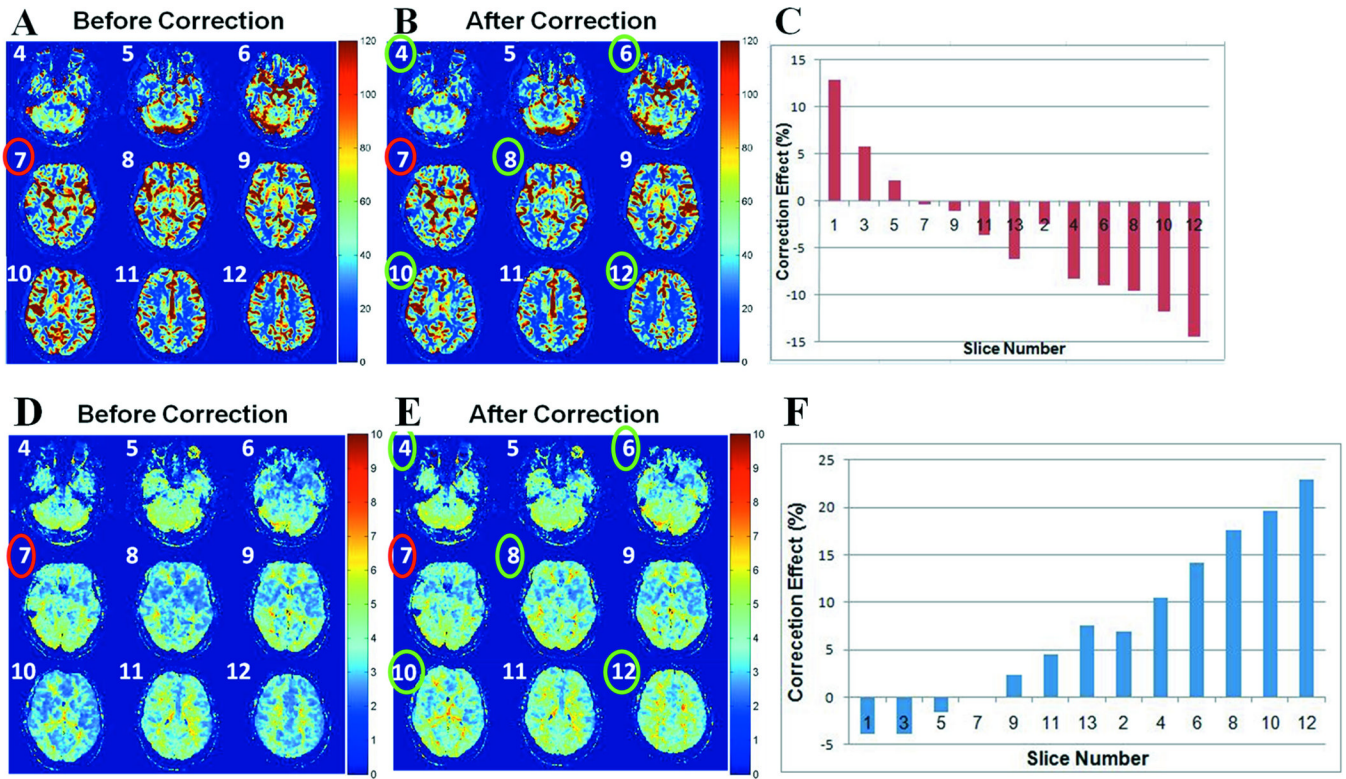 A Before Correction
4 5 6
7 8 9
10 11 12
120
100
80
60
40
20
0
B After Correction
4 5 6
7 8 9
10 11 12
120
100
80
60
40
20
0
C
15
10
5
0
-5
-10
-15
Correction Effect (%)
1 3 5 7 9 11 13 2 4 6 8 10 12
Slice Number
D Before Correction
4 5 6
7 8 9
10 11 12
10
9
8
7
6
5
4
3
2
1
0
E After Correction
4 5 6
7 8 9
10 11 12
10
9
8
7
6
5
4
3
2
1
0
F
25
20
15
10
5
0
-5
Correcetion Effect (%)
1 3 5 7 9 11 13 2 4 6 8 10 12
Slice Number